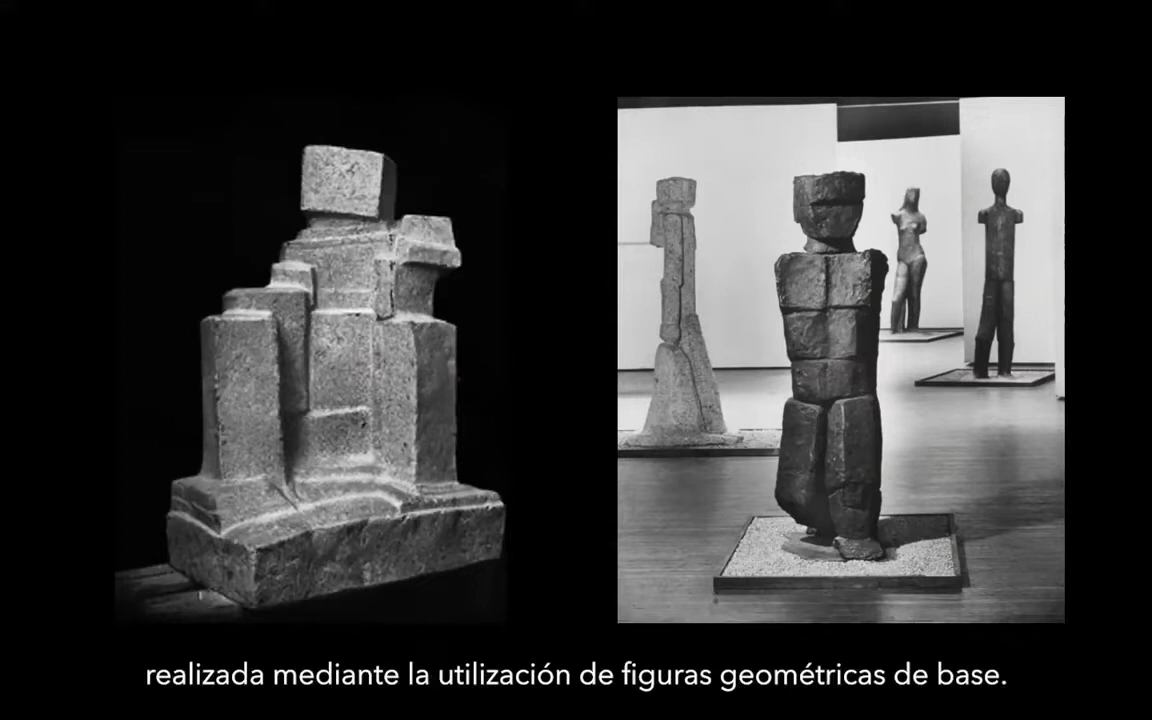 realizada mediante la utilización de figuras geométricas de base.